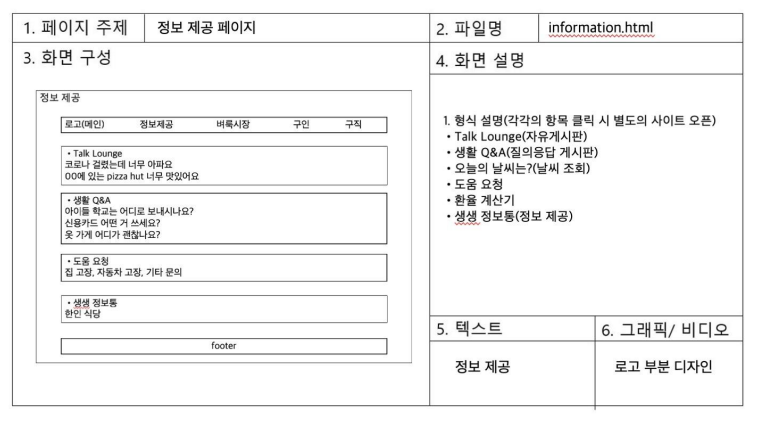 1. 페이지 주제
정보 제공 페이지
2. 파일명
information.html
3. 화면 구성
정보 제공
로고(메인) 정보제공 벼룩시장 구인 구직
• Talk Lounge
코로나 걸렸는데 너무 아파요
OO에 있는 pizza hut 너무 맛있어요
• 생활 Q&A
아이들 학교는 어디로 보내시나요?
신용카드 어떤 거 쓰세요?
옷 가게 어디가 괜찮나요?
• 도움 요청
집 고장, 자동차 고장, 기타 문의
• 생생 정보통
한인 식당
footer
4. 화면 설명
1. 형식 설명(각각의 항목 클릭 시 별도의 사이트 오픈)
• Talk Lounge(자유게시판)
• 생활 Q&A(질의응답 게시판)
• 오늘의 날씨는?(날씨 조회)
• 도움 요청
• 환율 계산기
• 생생 정보통(정보 제공)
5. 텍스트
정보 제공
6. 그래픽/ 비디오
로고 부분 디자인